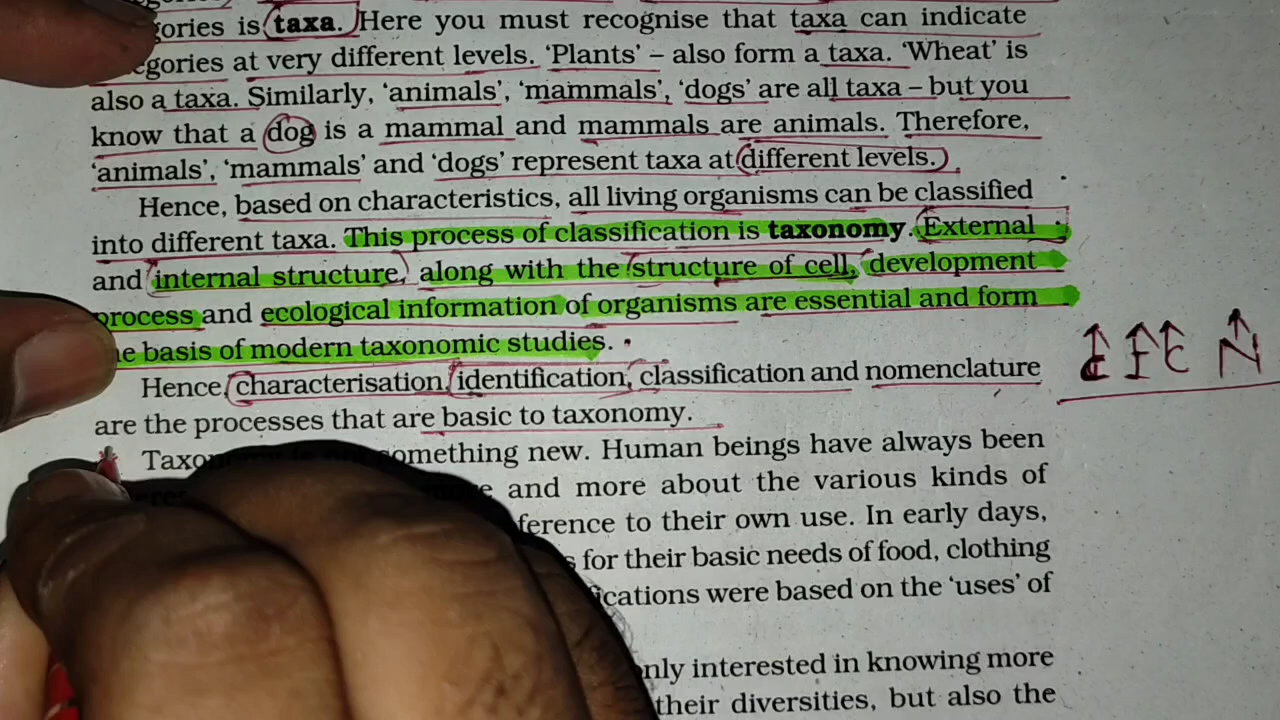 gories is taxa. Here you must recognise that taxa can indicate
egories at very different levels. ‘Plants’ – also form a taxa. ‘Wheat’ is
also a taxa. Similarly, ‘animals’, ‘mammals’, ‘dogs’ are all taxa – but you
know that a dog is a mammal and mammals are animals. Therefore,
‘animals’, ‘mammals’ and ‘dogs’ represent taxa at different levels.
Hence, based on characteristics, all living organisms can be classified
into different taxa. This process of classification is taxonomy. External
and internal structure, along with the structure of cell, development
process and ecological information of organisms are essential and form
he basis of modern taxonomic studies.
Hence, characterisation, identification, classification and nomenclature
are the processes that are basic to taxonomy.
something new. Human beings have always been
and more about the various kinds of
ference to their own use. In early days,
for their basic needs of food, clothing
ications were based on the ‘uses’ of
only interested in knowing more
their diversities, but also the